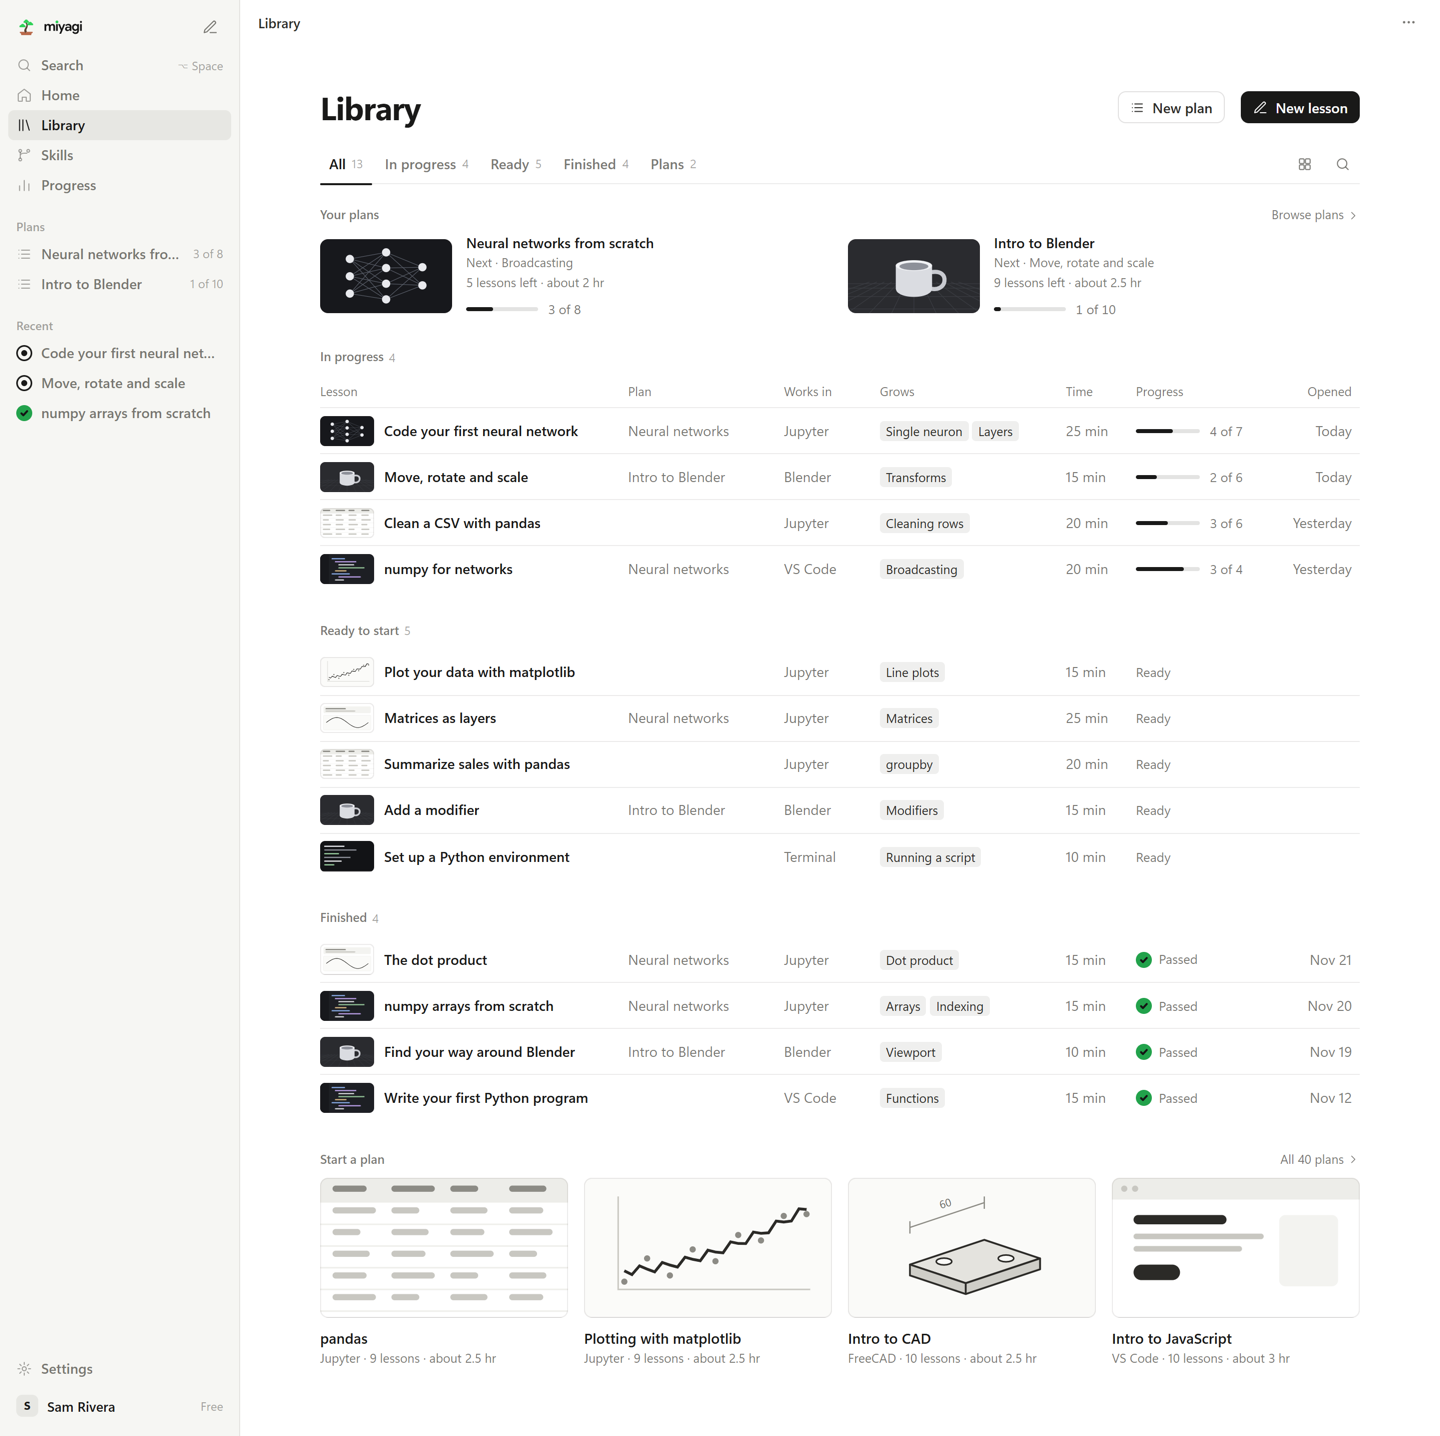 miyagi
Search ⌥ Space
Home
Library
Skills
Progress
Plans
Neural networks fro... 3 of 8
Intro to Blender 1 of 10
Recent
Code your first neural net...
Move, rotate and scale
numpy arrays from scratch
Settings
S Sam Rivera Free
Library
Library
New plan
New lesson
All 13 In progress 4 Ready 5 Finished 4 Plans 2
Your plans Browse plans
Neural networks from scratch
Next · Broadcasting
5 lessons left · about 2 hr
3 of 8
Intro to Blender
Next · Move, rotate and scale
9 lessons left · about 2.5 hr
1 of 10
In progress 4
Lesson Plan Works in Grows Time Progress Opened
Code your first neural network Neural networks Jupyter Single neuron Layers 25 min 4 of 7 Today
Move, rotate and scale Intro to Blender Blender Transforms 15 min 2 of 6 Today
Clean a CSV with pandas Jupyter Cleaning rows 20 min 3 of 6 Yesterday
numpy for networks Neural networks VS Code Broadcasting 20 min 3 of 4 Yesterday
Ready to start 5
Plot your data with matplotlib Jupyter Line plots 15 min Ready
Matrices as layers Neural networks Jupyter Matrices 25 min Ready
Summarize sales with pandas Jupyter groupby 20 min Ready
Add a modifier Intro to Blender Blender Modifiers 15 min Ready
Set up a Python environment Terminal Running a script 10 min Ready
Finished 4
The dot product Neural networks Jupyter Dot product 15 min Passed Nov 21
numpy arrays from scratch Neural networks Jupyter Arrays Indexing 15 min Passed Nov 20
Find your way around Blender Intro to Blender Blender Viewport 10 min Passed Nov 19
Write your first Python program VS Code Functions 15 min Passed Nov 12
Start a plan All 40 plans
60
pandas
Jupyter · 9 lessons · about 2.5 hr
Plotting with matplotlib
Jupyter · 9 lessons · about 2.5 hr
Intro to CAD
FreeCAD · 10 lessons · about 2.5 hr
Intro to JavaScript
VS Code · 10 lessons · about 3 hr